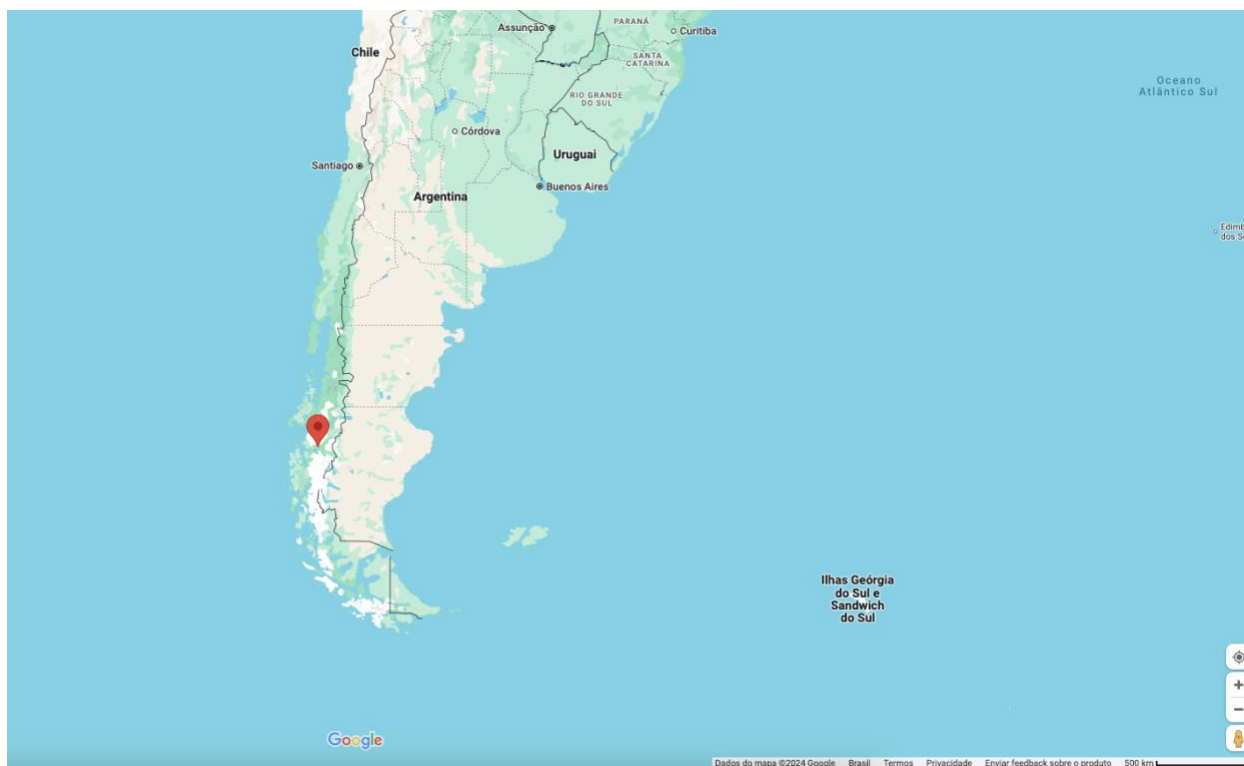 Assunção
PARANÁ
Curitiba
Chile
SANTA
CATARINA
Oceano
Atlântico Sul
RIO GRANDE
DO SUL
Córdova
Uruguai
Santiago
Buenos Aires
Argentina
Ilhas Geórgia
do Sul e
Sandwich
do Sul
Google
Dados do mapa ©2024 Google Brasil Termos Privacidade Enviar feedback sobre o produto 500 km